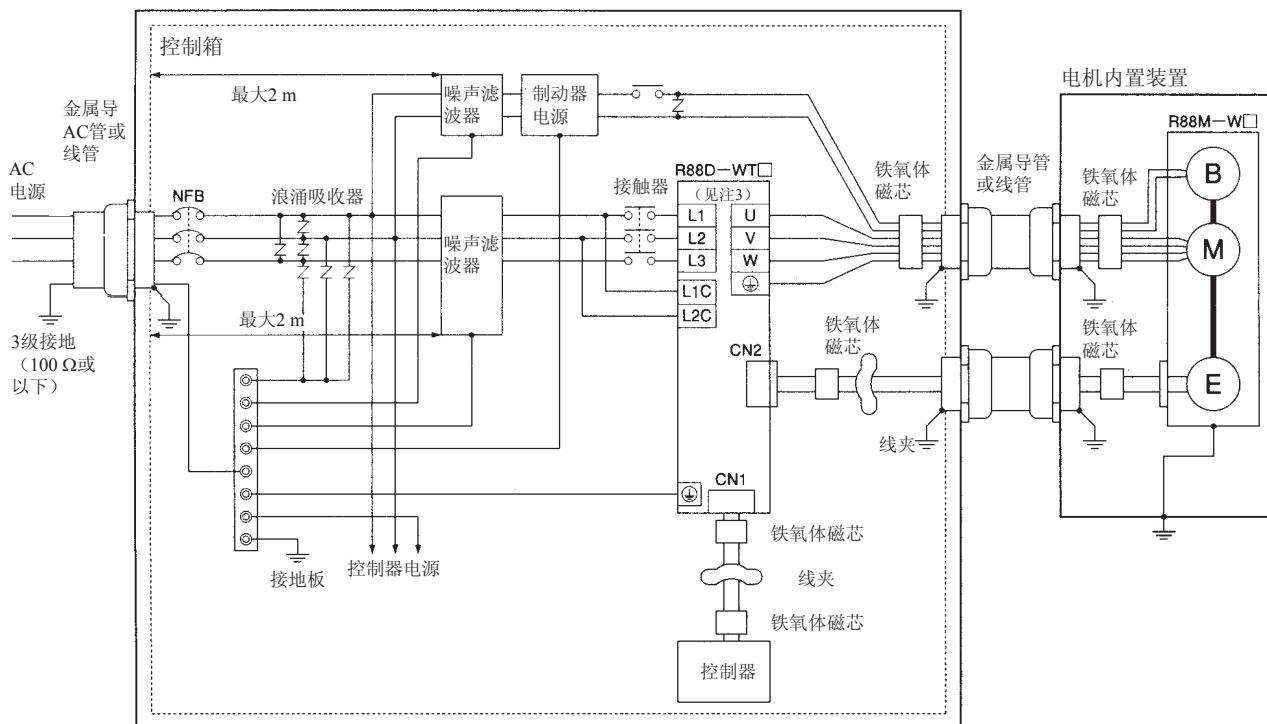 控制箱
最大2 m
噪声滤
波器
制动器
电源
电机内置装置
金属导
AC管或
线管
AC
电源
NFB
浪涌吸收器
接触器
R88D-WT□
(见注3)
L1
L2
L3
L1C
L2C
U
V
W
噪声滤
波器
铁氧体
磁芯
金属导管
或线管
铁氧体
磁芯
R88M-W□
B
M
E
最大2 m
3级接地
(100 Ω或
以下)
铁氧体
磁芯
CN2
铁氧体
磁芯
线夹
CN1
接地板
控制器电源
铁氧体磁芯
线夹
铁氧体磁芯
控制器